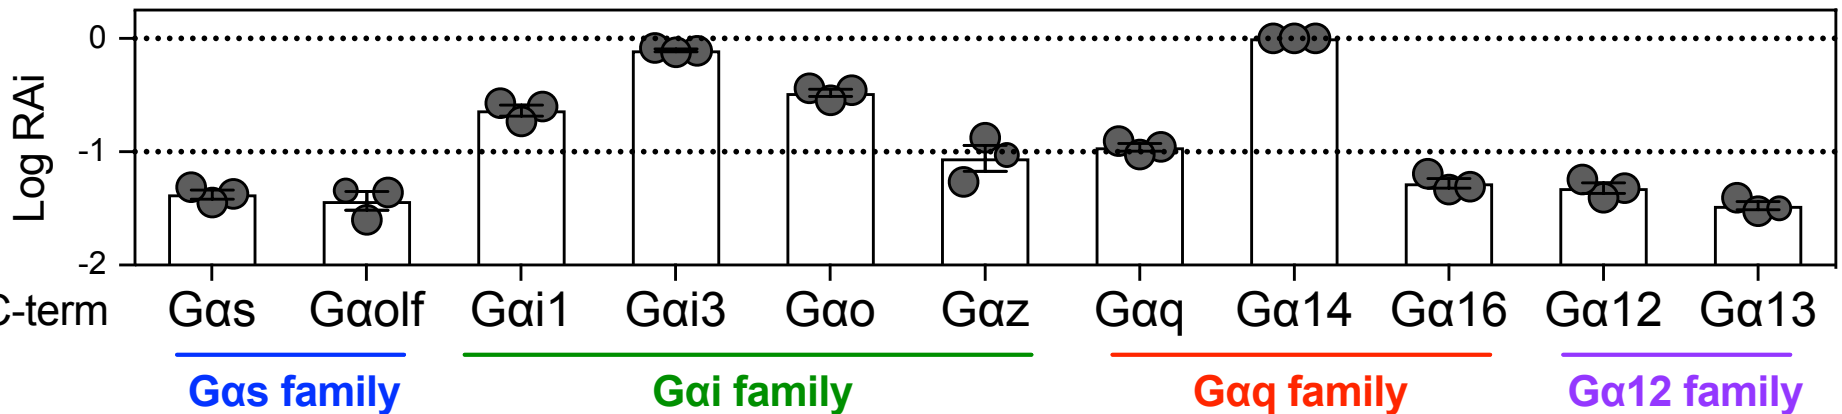 Log RAi
0
-1
-2
C-term Gαs Gαolf Gαi1 Gαi3 Gαo Gαz Gαq Gα14 Gα16 Gα12 Gα13
Gαs family Gαi family Gαq family Gα12 family